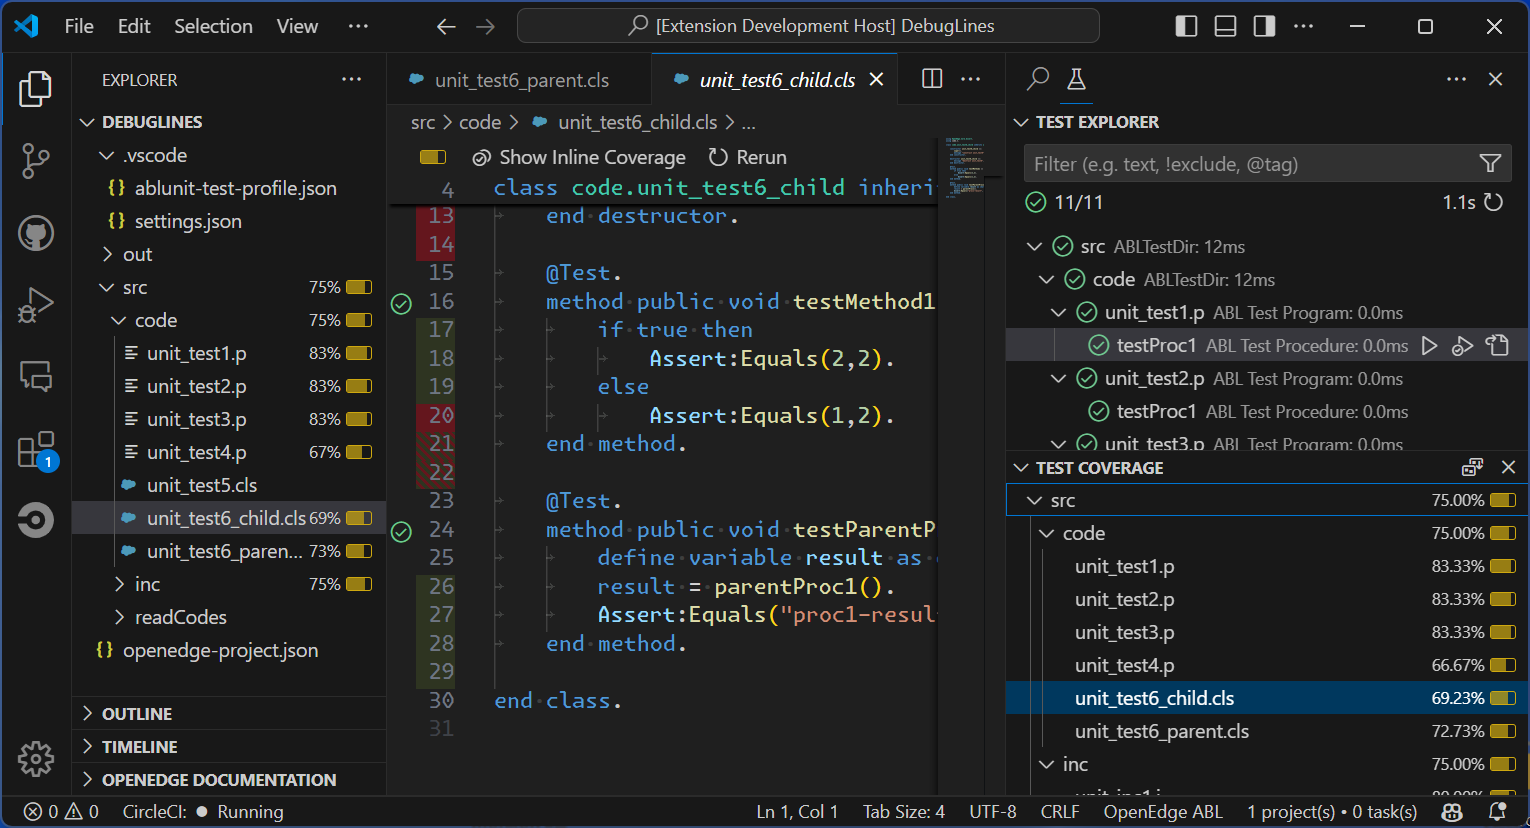 File Edit Selection View ··· [Extension Development Host] DebugLines
EXPLORER ···
DEBUGLINES
.vscode
{} ablunit-test-profile.json
{} settings.json
out
src 75%
code 75%
unit_test1.p 83%
unit_test2.p 83%
unit_test3.p 83%
unit_test4.p 67%
unit_test5.cls
unit_test6_child.cls 69%
unit_test6_paren... 73%
inc 75%
readCodes
{} openedge-project.json
OUTLINE
TIMELINE
OPENEDGE DOCUMENTATION
1
unit_test6_parent.cls unit_test6_child.cls ···
src > code > unit_test6_child.cls > ...
Show Inline Coverage Rerun
4 class code.unit_test6_child inheri
13 end destructor.
14
15 @Test.
16 method public void testMethod1
17 if true then
18 Assert:Equals(2,2).
19 else
20 Assert:Equals(1,2).
21 end method.
22
23 @Test.
24 method public void testParentP
25 define variable result as
26 result = parentProc1().
27 Assert:Equals("proc1-resul
28 end method.
29
30 end class.
31
···
TEST EXPLORER
Filter (e.g. text, !exclude, @tag)
11/11 1.1s
src ABLTestDir: 12ms
code ABLTestDir: 12ms
unit_test1.p ABL Test Program: 0.0ms
testProc1 ABL Test Procedure: 0.0ms
unit_test2.p ABL Test Program: 0.0ms
testProc1 ABL Test Procedure: 0.0ms
unit_test3.p ABL Test Program: 0.0ms
TEST COVERAGE
src 75.00%
code 75.00%
unit_test1.p 83.33%
unit_test2.p 83.33%
unit_test3.p 83.33%
unit_test4.p 66.67%
unit_test6_child.cls 69.23%
unit_test6_parent.cls 72.73%
inc 75.00%
0 0 CircleCI: ● Running Ln 1, Col 1 Tab Size: 4 UTF-8 CRLF OpenEdge ABL 1 project(s) • 0 task(s)